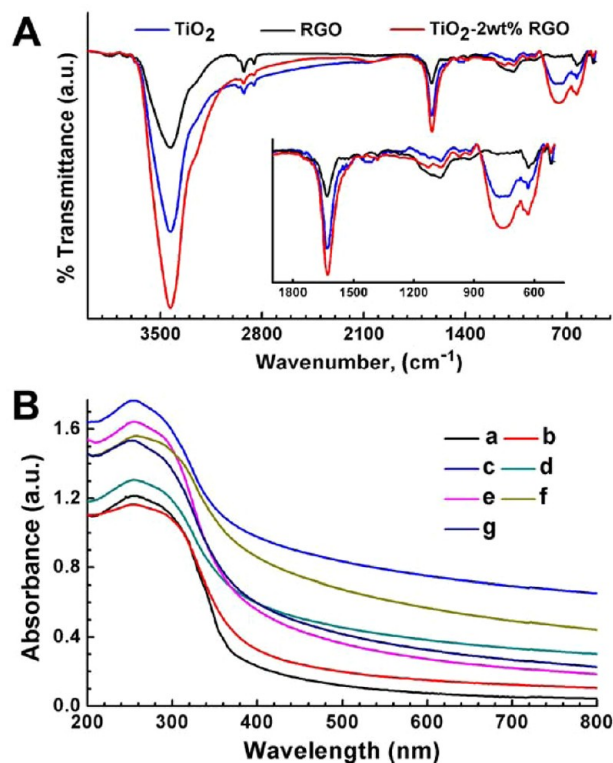 A
TiO2 RGO TiO2-2wt% RGO
% Transmittance (a.u.)
1900 1500 1200 900 600
3500 2800 2100 1400 700
Wavenumber, (cm-1)
B
1.6
1.2
0.8
0.4
0.0
Absorbance (a.u.)
a b
c d
e f
g
200 300 400 500 600 700 800
Wavelength (nm)